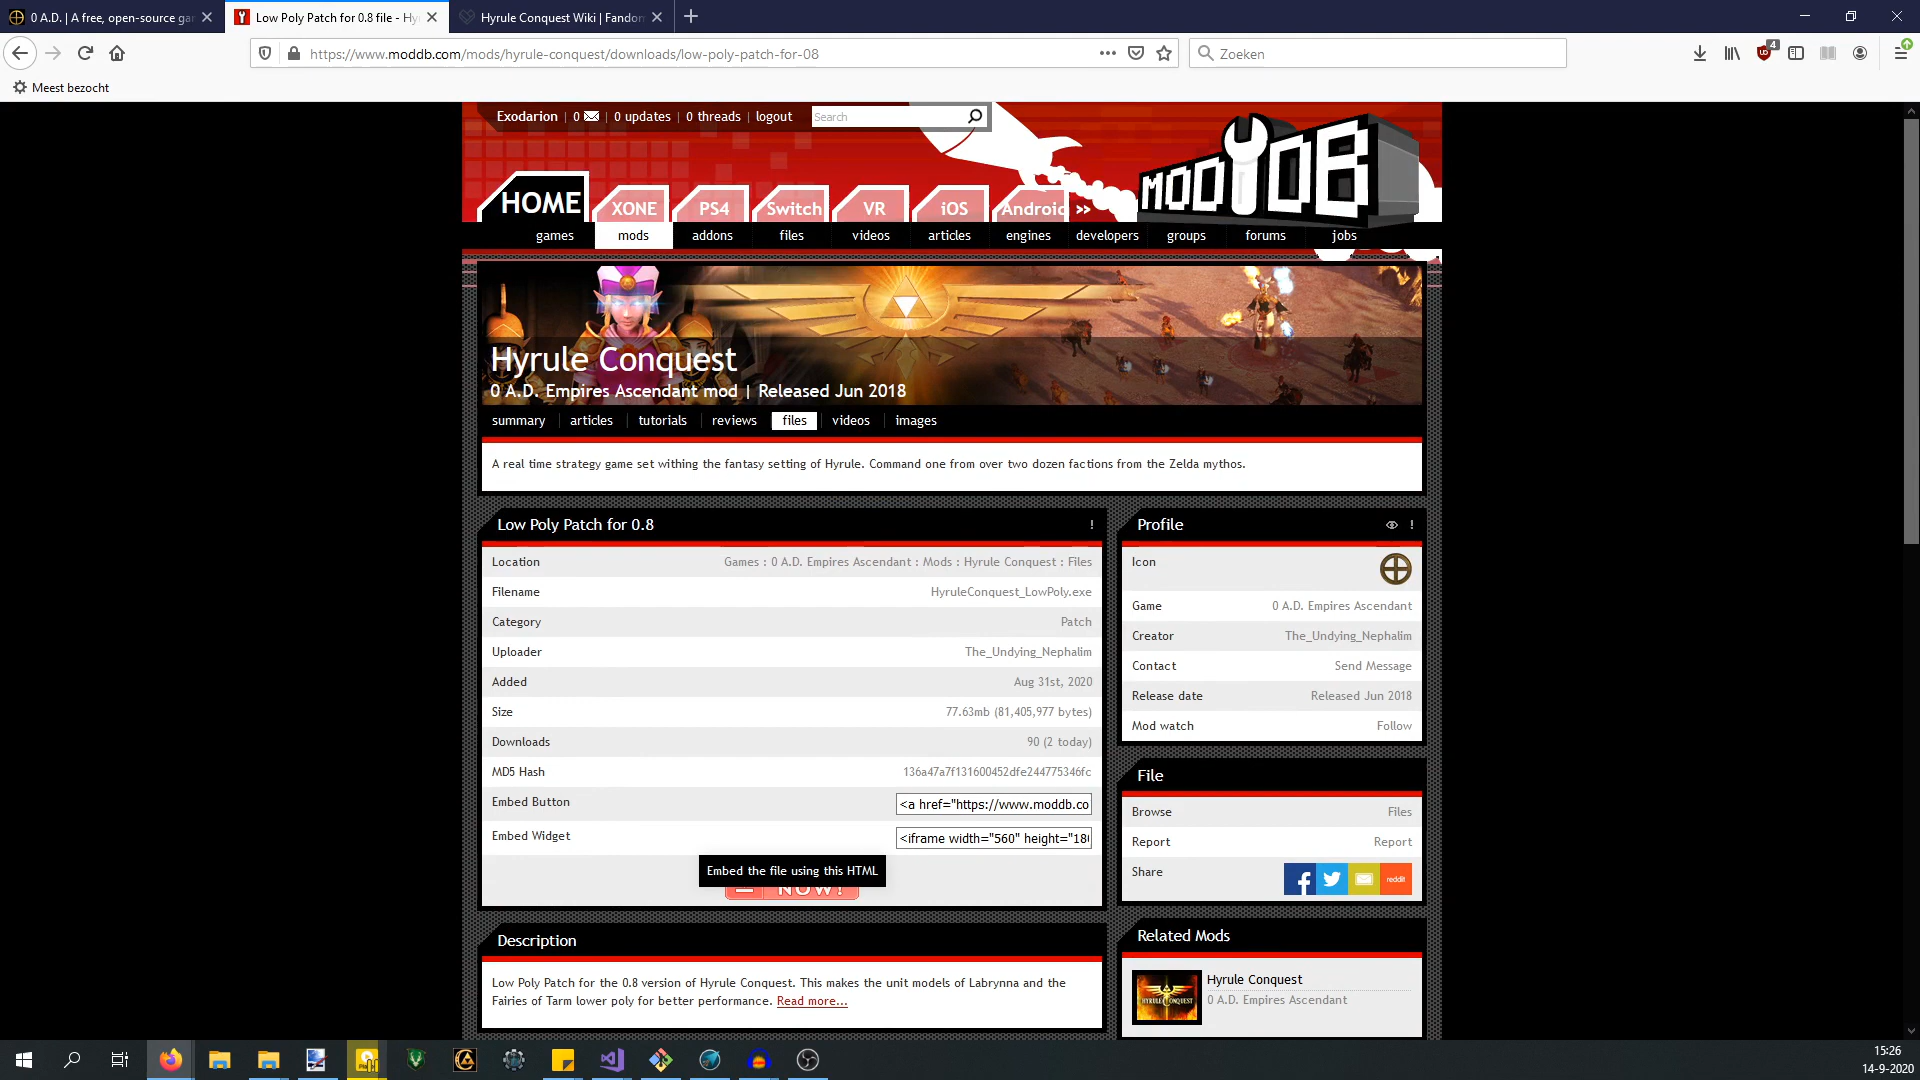 0 A.D. | A free, open-source ga
Low Poly Patch for 0.8 file - Hy
Hyrule Conquest Wiki | Fandom
https://www.moddb.com/mods/hyrule-conquest/downloads/low-poly-patch-for-08
Zoeken
4
Meest bezocht
Exodarion | 0 | 0 updates | 0 threads | logout
Search
MODDB
HOME XONE PS4 Switch VR iOS Android >>
games mods addons files videos articles engines developers groups forums jobs
Hyrule Conquest
0 A.D. Empires Ascendant mod | Released Jun 2018
summary articles tutorials reviews files videos images
A real time strategy game set withing the fantasy setting of Hyrule. Command one from over two dozen factions from the Zelda mythos.
Low Poly Patch for 0.8 !
Location Games : 0 A.D. Empires Ascendant : Mods : Hyrule Conquest : Files
Filename HyruleConquest_LowPoly.exe
Category Patch
Uploader The_Undying_Nephalim
Added Aug 31st, 2020
Size 77.63mb (81,405,977 bytes)
Downloads 90 (2 today)
MD5 Hash 136a47a7f131600452dfe244775346fc
Embed Button <a href="https://www.moddb.co
Embed Widget <iframe width="560" height="180
Embed the file using this HTML
NOW!
Description
Low Poly Patch for the 0.8 version of Hyrule Conquest. This makes the unit models of Labrynna and the
Fairies of Tarm lower poly for better performance. Read more...
Profile !
Icon
Game 0 A.D. Empires Ascendant
Creator The_Undying_Nephalim
Contact Send Message
Release date Released Jun 2018
Mod watch Follow
File
Browse Files
Report Report
Share reddit
Related Mods
HYRULE CONQUEST
Hyrule Conquest
0 A.D. Empires Ascendant
15:26
14-9-2020